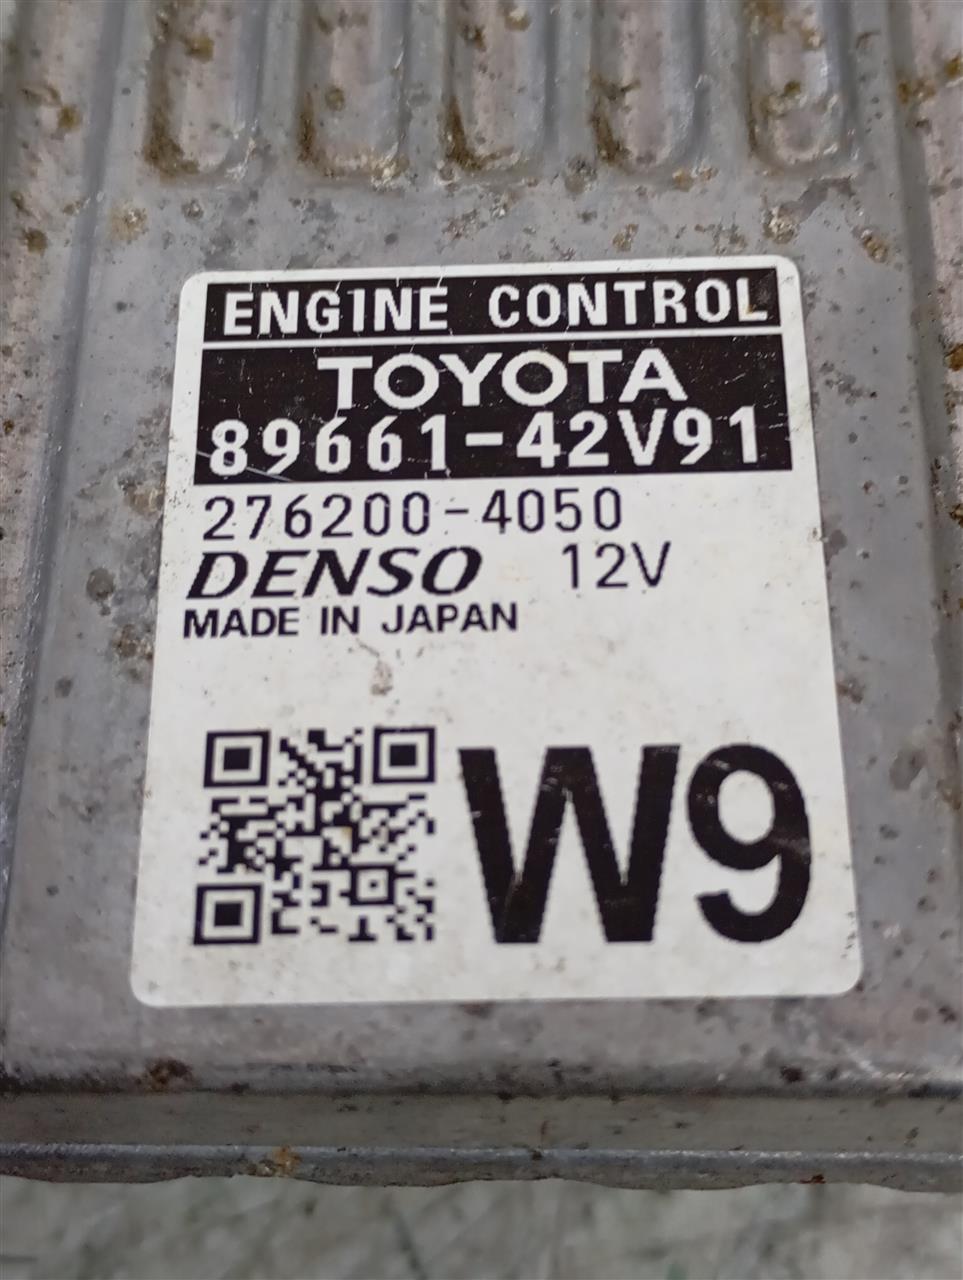 ENGINE CONTROL
TOYOTA
89661-42V91
276200-4050
DENSO 12V
MADE IN JAPAN
W9